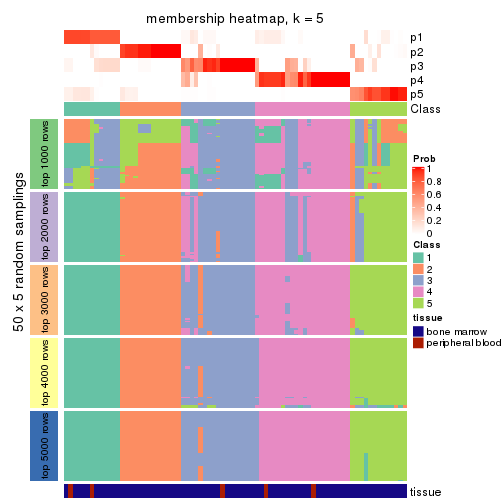 membership heatmap, k = 5
p1
p2
p3
p4
p5
Class
50 x 5 random samplings
top 1000 rows
top 2000 rows
top 3000 rows
top 4000 rows
top 5000 rows
tissue
Prob
1
0.8
0.6
0.4
0.2
0
Class
1
2
3
4
5
tissue
bone marrow
peripheral blood